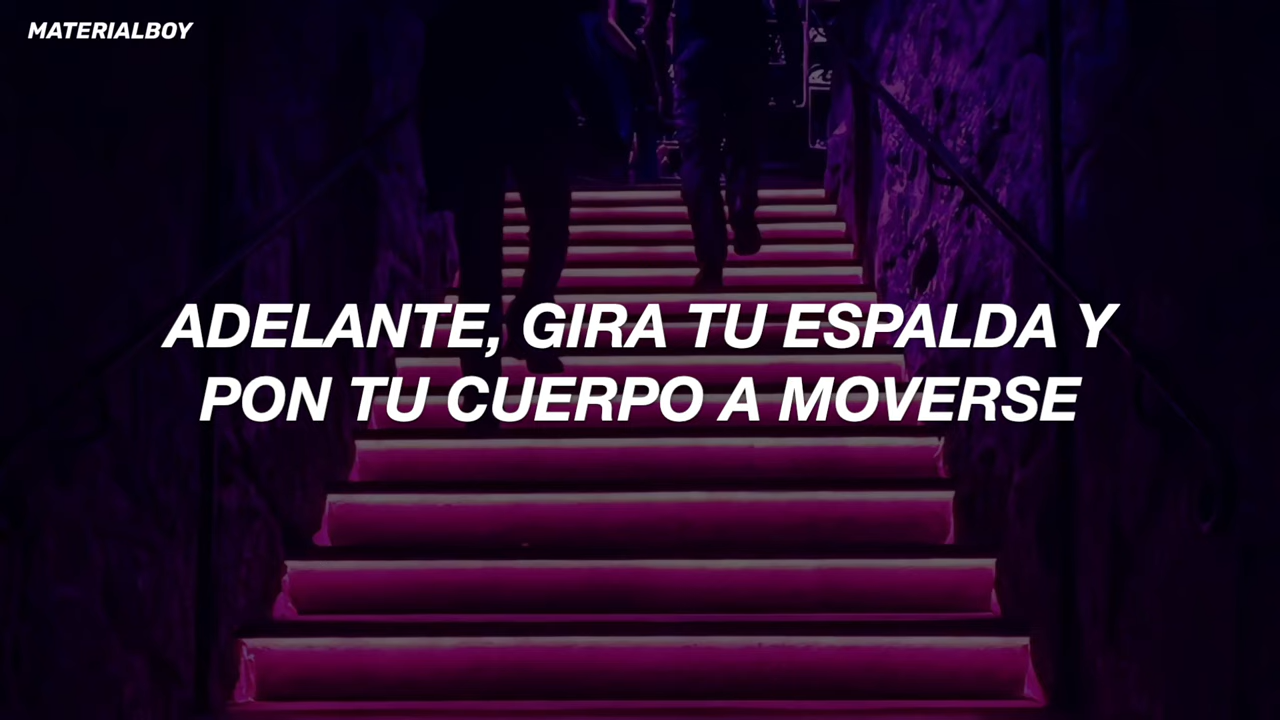 MATERIALBOY
ADELANTE, GIRA TU ESPALDA Y
PON TU CUERPO A MOVERSE